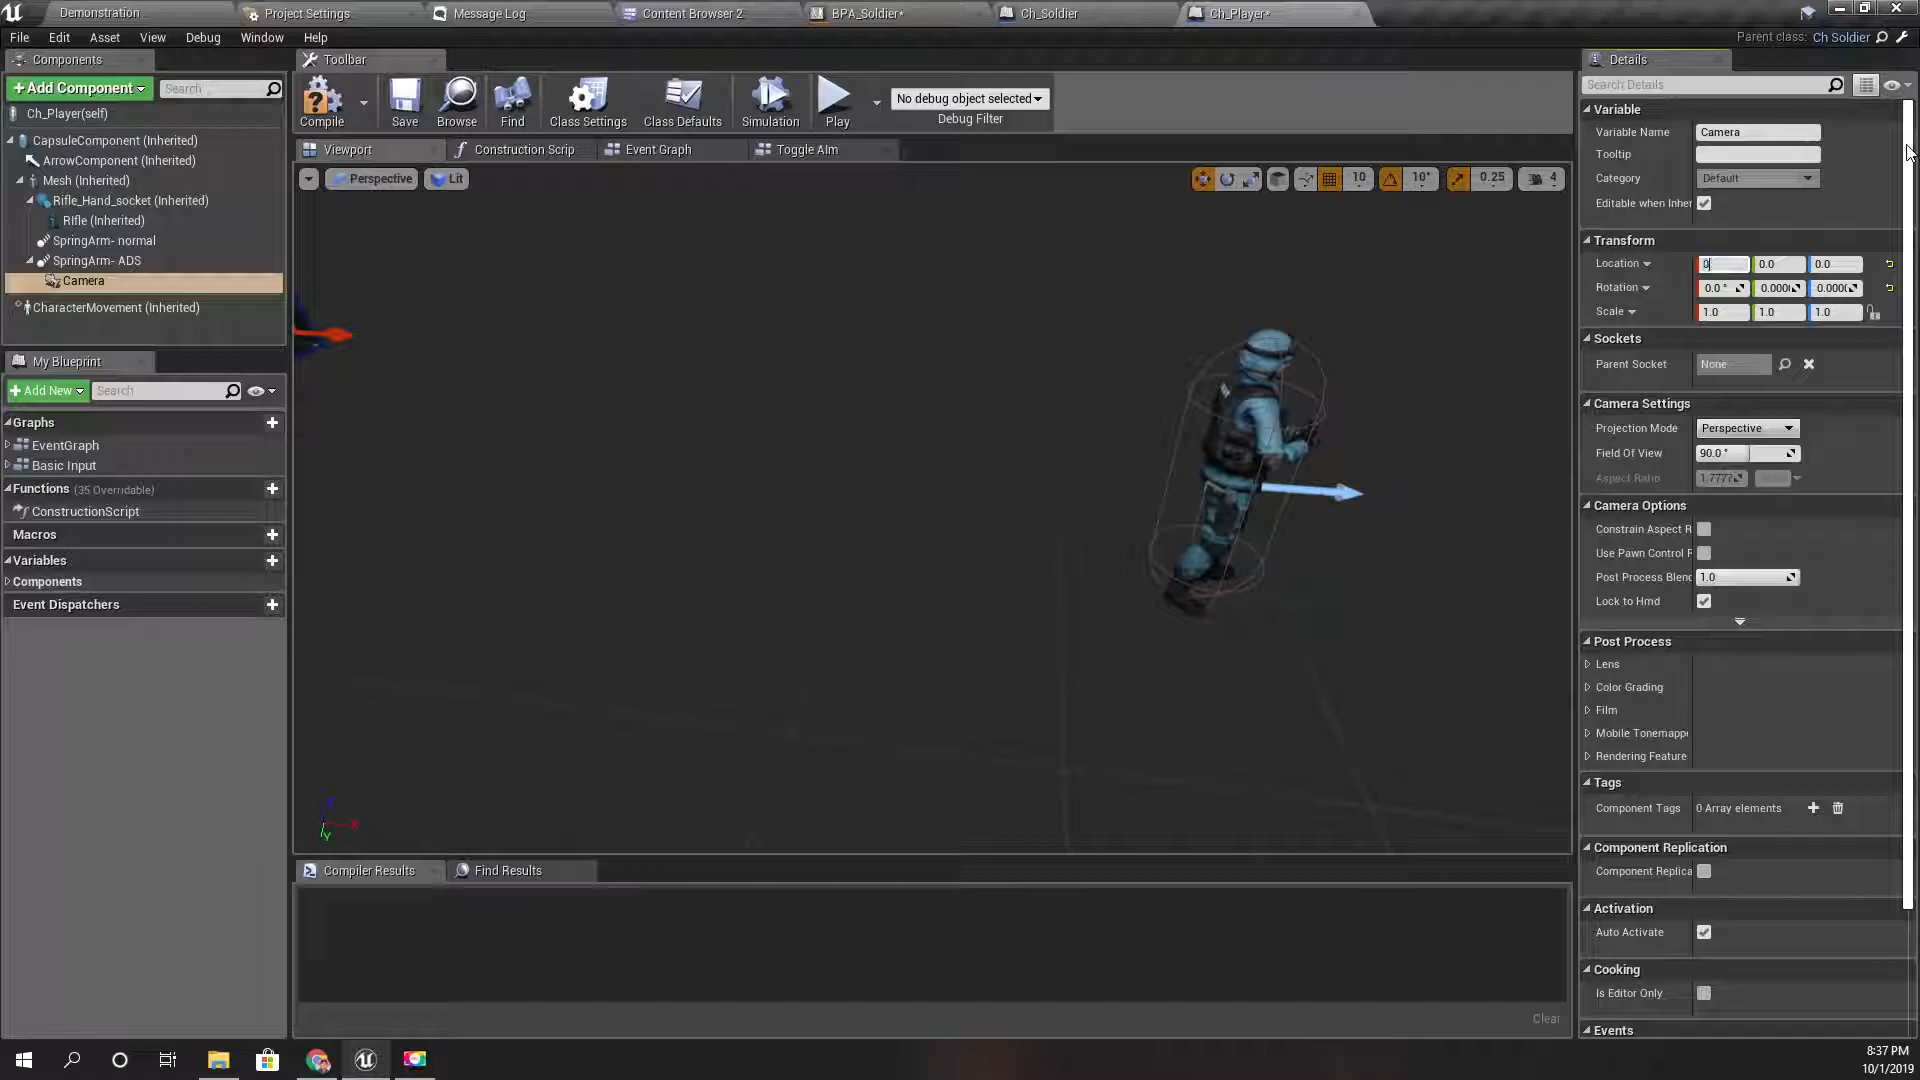 Demonstration
Project Settings
Message Log
Content Browser 2
BPA_Soldier*
Ch_Soldier
Ch_Player*
File Edit Asset View Debug Window Help
Parent class: Ch Soldier
Components
Toolbar
Details
+Add Component
Search
Ch_Player(self)
CapsuleComponent (Inherited)
ArrowComponent (Inherited)
Mesh (Inherited)
Rifle_Hand_socket (Inherited)
RIfle (Inherited)
SpringArm- normal
SpringArm- ADS
Camera
CharacterMovement (Inherited)
My Blueprint
+Add New
Search
Graphs
EventGraph
Basic Input
Functions (35 Overridable)
ConstructionScript
Macros
Variables
Components
Event Dispatchers
Compile
Save
Browse
Find
Class Settings
Class Defaults
Simulation
Play
No debug object selected
Debug Filter
Viewport
Construction Scrip
Event Graph
Toggle AIm
Perspective
Lit
10
10°
0.25
4
X
Y
Compiler Results
Find Results
Clear
Search Details
Variable
Variable Name Camera
Tooltip
Category Default
Editable when Inher
Transform
Location 0 0.0 0.0
Rotation 0.0 ° 0.000 0.000
Scale 1.0 1.0 1.0
Sockets
Parent Socket None
Camera Settings
Projection Mode Perspective
Field Of View 90.0 °
Aspect Ratio 1.7777
Camera Options
Constrain Aspect R
Use Pawn Control F
Post Process Blend 1.0
Lock to Hmd
Post Process
Lens
Color Grading
Film
Mobile Tonemappe
Rendering Feature
Tags
Component Tags 0 Array elements
Component Replication
Component Replica
Activation
Auto Activate
Cooking
Is Editor Only
Events
8:37 PM
10/1/2019